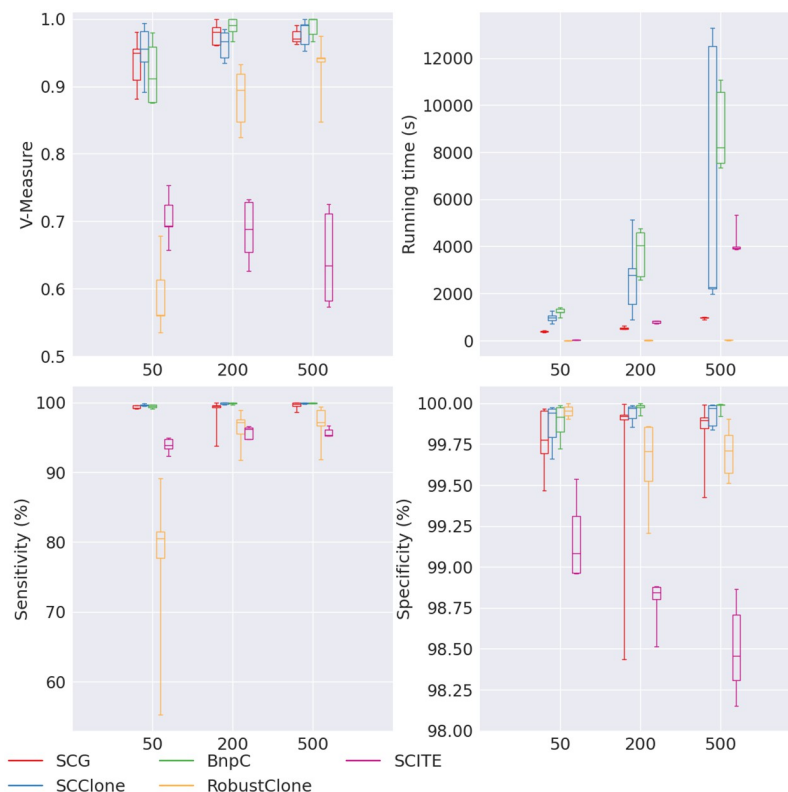 1.0
0.9
0.8
0.7
0.6
0.5
V-Measure
50 200 500
12000
10000
8000
6000
4000
2000
0
Running time (s)
50 200 500
100
90
80
70
60
Sensitivity (%)
50 200 500
100.00
99.75
99.50
99.25
99.00
98.75
98.50
98.25
98.00
Specificity (%)
50 200 500
SCG BnpC SCITE
SCClone RobustClone